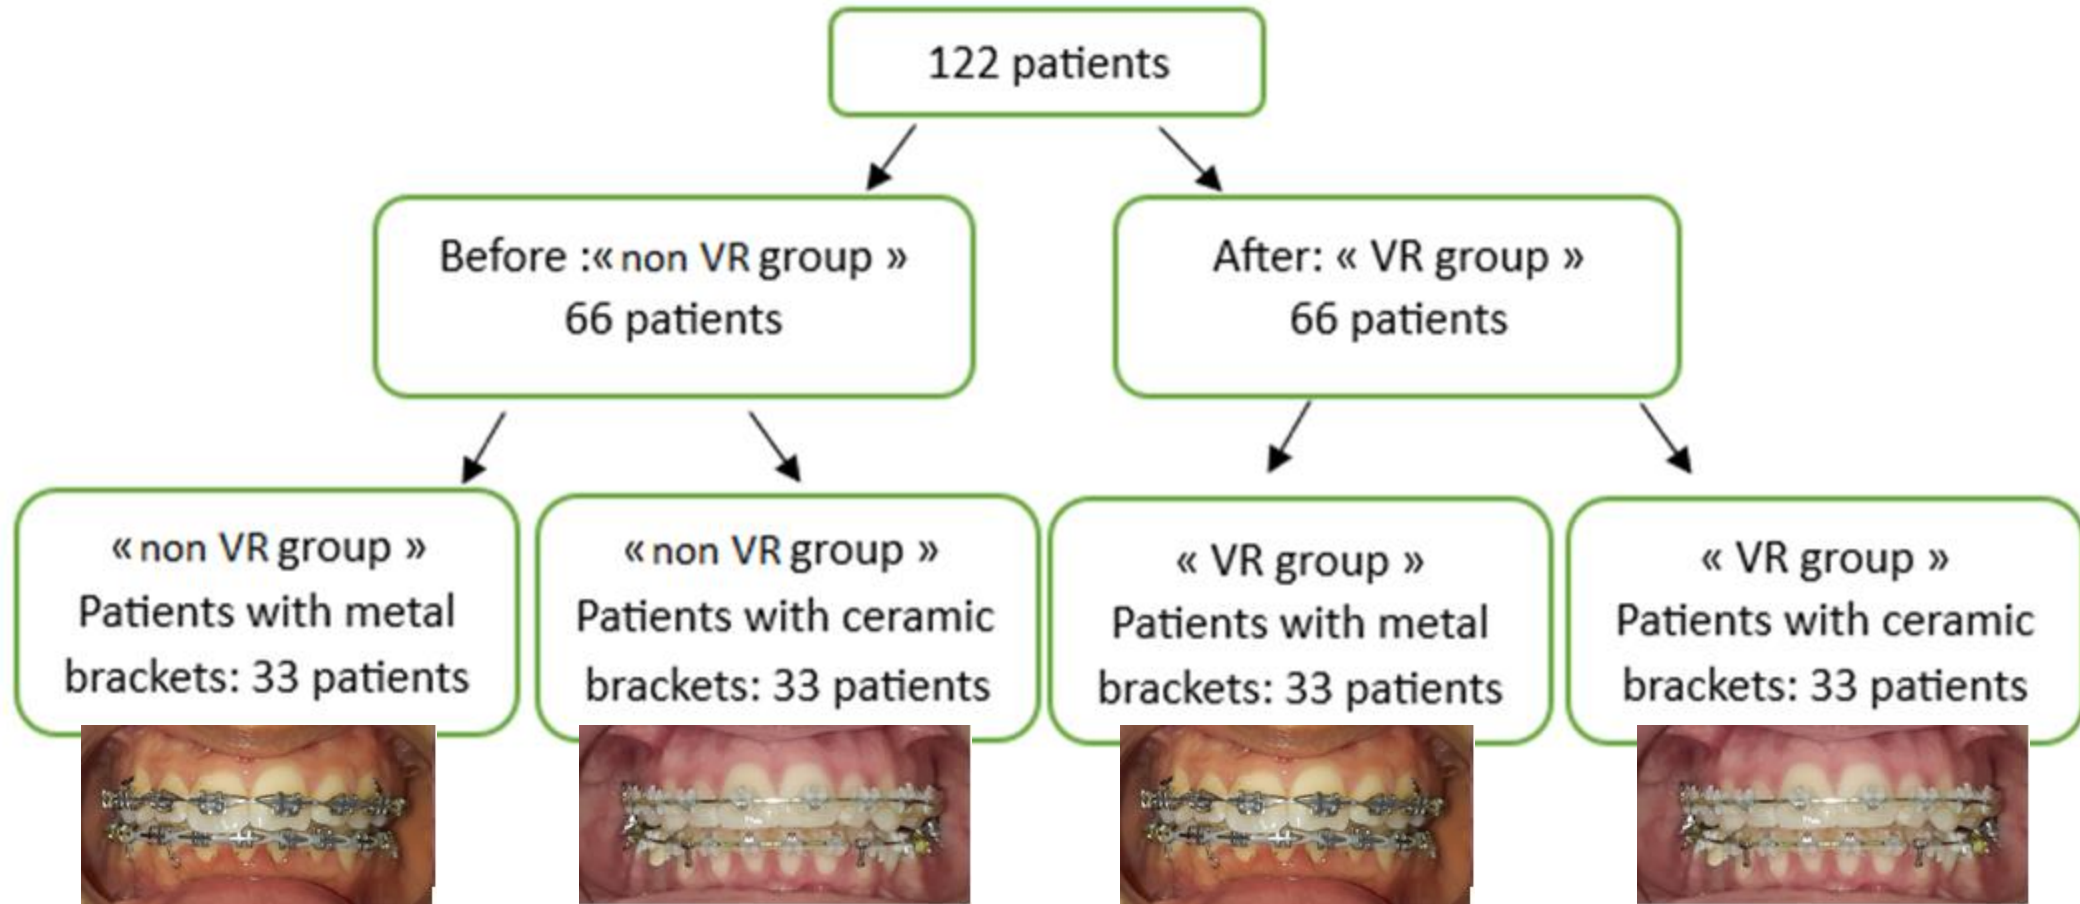 122 patients
Before :« non VR group »
66 patients
After: « VR group »
66 patients
« non VR group »
Patients with metal
brackets: 33 patients
« non VR group »
Patients with ceramic
brackets: 33 patients
« VR group »
Patients with metal
brackets: 33 patients
« VR group »
Patients with ceramic
brackets: 33 patients